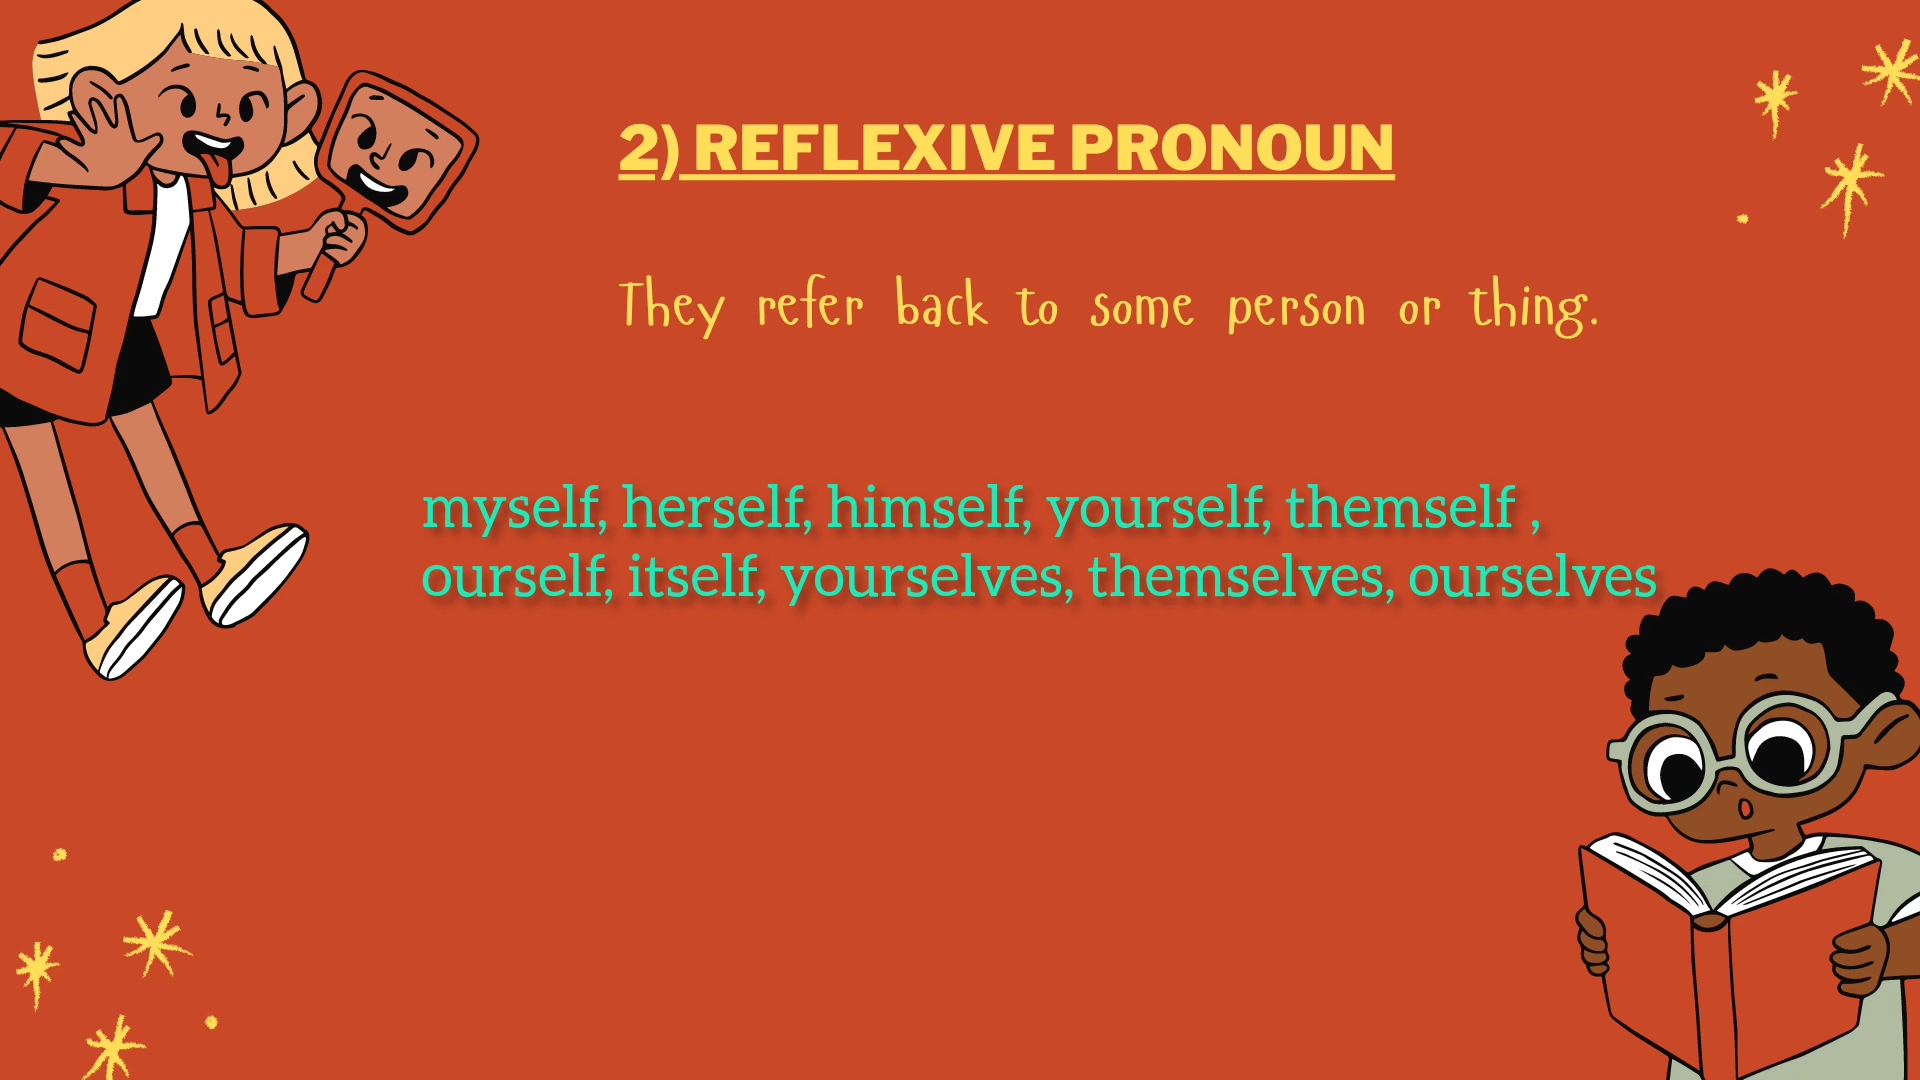 2) REFLEXIVE PRONOUN
They refer back to some person or thing.
myself, herself, himself, yourself, themself ,
ourself, itself, yourselves, themselves, ourselves